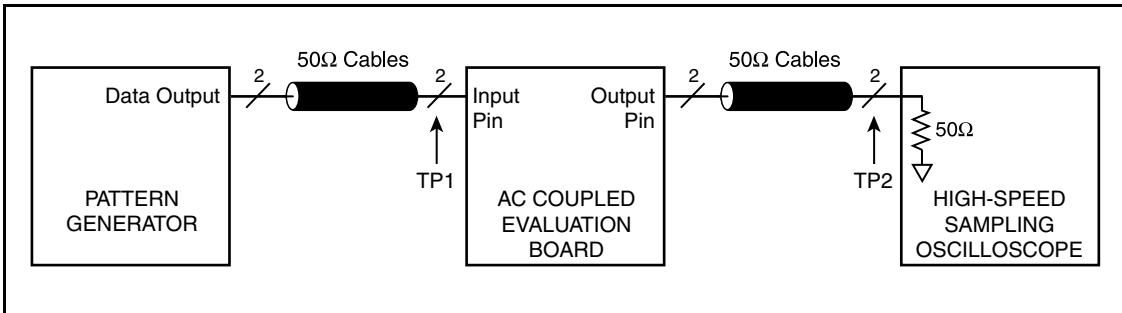 50Ω Cables
50Ω Cables
2
2
2
2
Data Output
Input
Pin
Output
Pin
50Ω
TP1
TP2
PATTERN
GENERATOR
AC COUPLED
EVALUATION
BOARD
HIGH-SPEED
SAMPLING
OSCILLOSCOPE